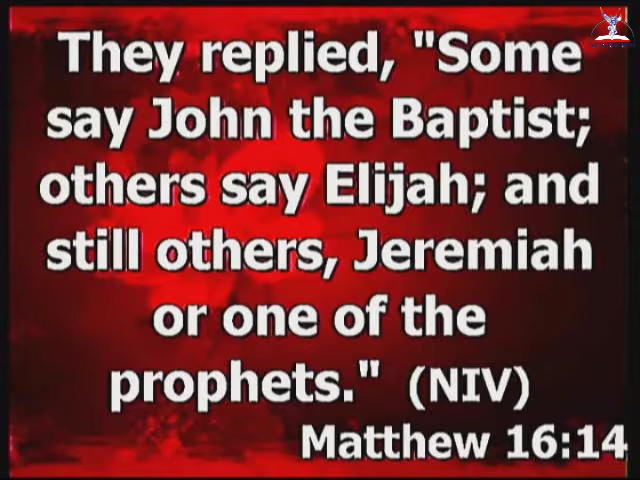 They replied, "Some
say John the Baptist;
others say Elijah; and
still others, Jeremiah
or one of the
prophets." (NIV)
Matthew 16:14